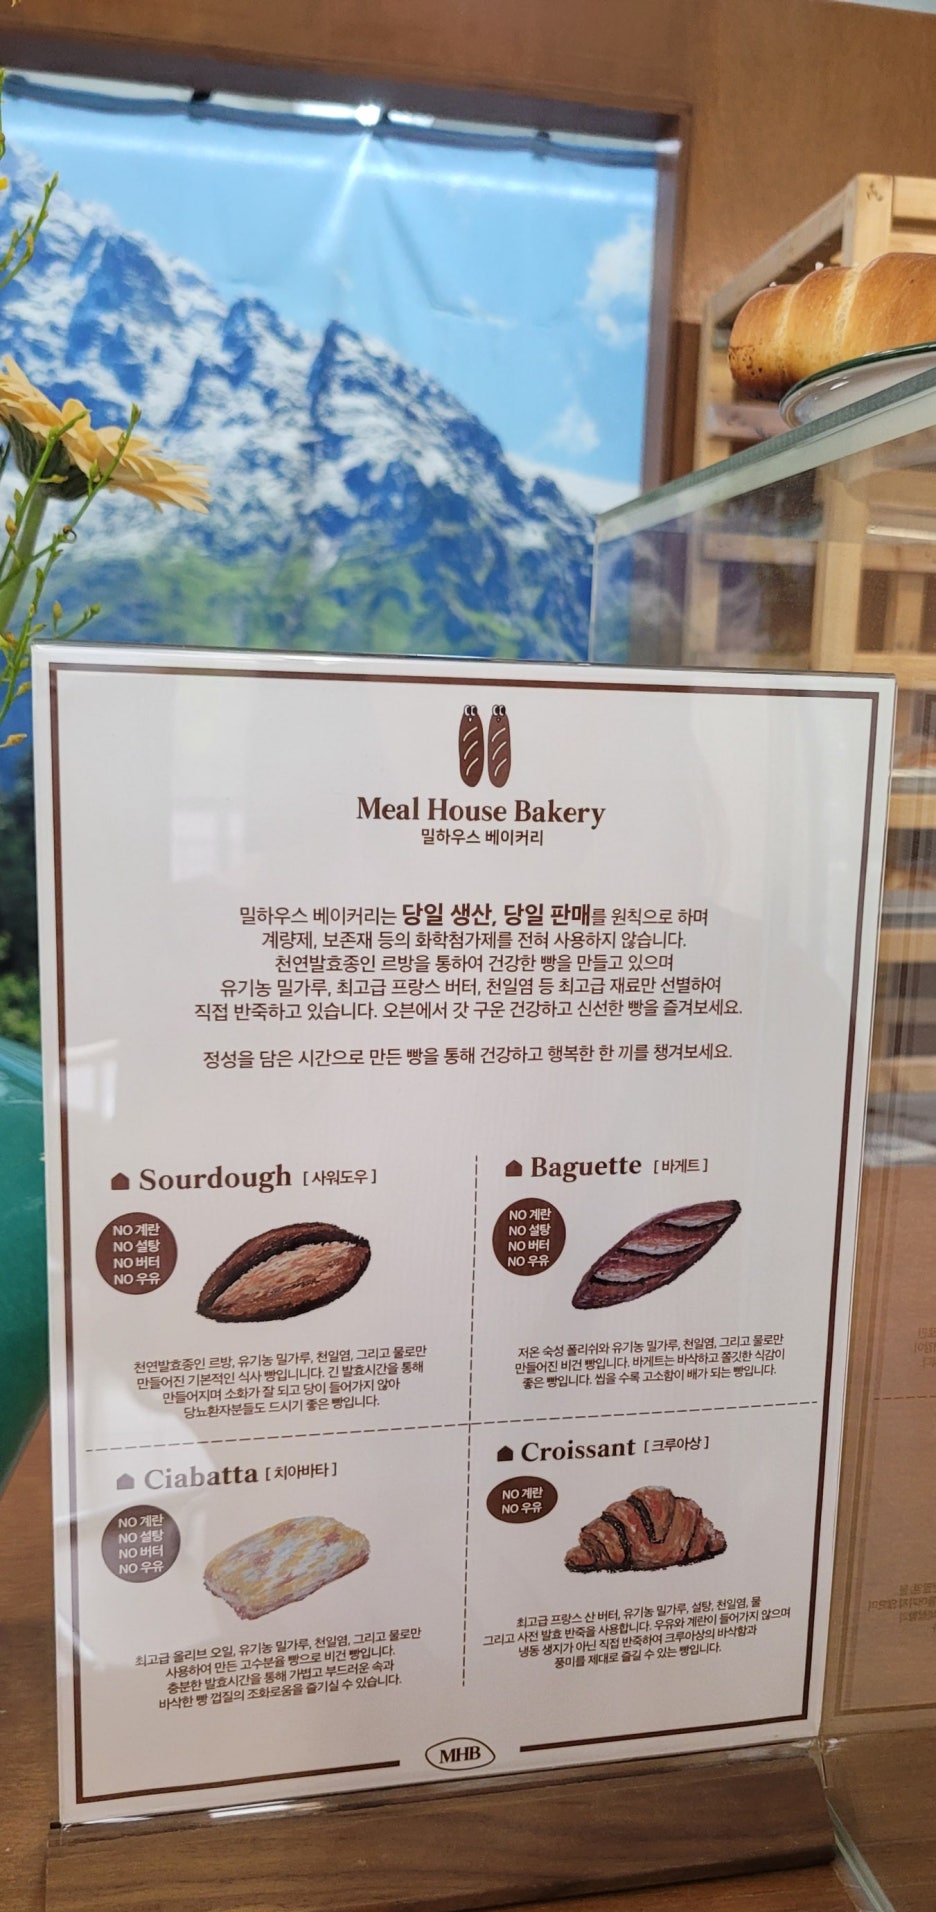 Meal House Bakery
밀하우스 베이커리
밀하우스 베이커리는 당일 생산, 당일 판매를 원칙으로 하며
계량제, 보존재 등의 화학첨가제를 전혀 사용하지 않습니다.
천연발효종인 르방을 통하여 건강한 빵을 만들고 있으며
유기농 밀가루, 최고급 프랑스 버터, 천일염 등 최고급 재료만 선별하여
직접 반죽하고 있습니다. 오븐에서 갓 구운 건강하고 신선한 빵을 즐겨보세요.
정성을 담은 시간으로 만든 빵을 통해 건강하고 행복한 한 끼를 챙겨보세요.
Sourdough [ 사워도우 ]
NO 계란
NO 설탕
NO 버터
NO 우유
천연발효종인 르방, 유기농 밀가루, 천일염, 그리고 물로만
만들어진 기본적인 식사 빵입니니다. 긴 발효시간을 통해
만들어지며 소화가 잘 되고 당이 들어가지 않아
당뇨환자분들도 드시기 좋은 빵입니다.
Baguette [ 바게트 ]
NO 계란
NO 설탕
NO 버터
NO 우유
저온 숙성 폴리쉬와 유기농 밀가루, 천일염, 그리고 물로만
만들어진 비건 빵입니다. 바게트는 바삭하고 쫄깃한 식감이
좋은 빵입니다. 씹을 수록 고소함이 배가 되는 빵입니다.
Ciabatta [ 치아바타 ]
NO 계란
NO 설탕
NO 버터
NO 우유
최고급 올리브 오일, 유기농 밀가루, 천일염, 그리고 물로만
사용하여 만든 고수분율 빵으로 비건 빵입니다.
충분한 발효시간을 통해 가볍고 부드러운 속과
바삭한 빵 껍질의 조화로움을 즐기실 수 있습니다.
Croissant [ 크루아상 ]
NO 계란
NO 우유
최고급 프랑스 산 버터, 유기농 밀가루, 설탕, 천일염, 물
그리고 사전 발효 반죽을 사용합니다. 우유와 계란이 들어가지 않으며
냉동 생지가 아닌 직접 반죽하여 크루아상의 바삭함과
풍미를 제대로 즐길 수 있는 빵입니다.
MHB